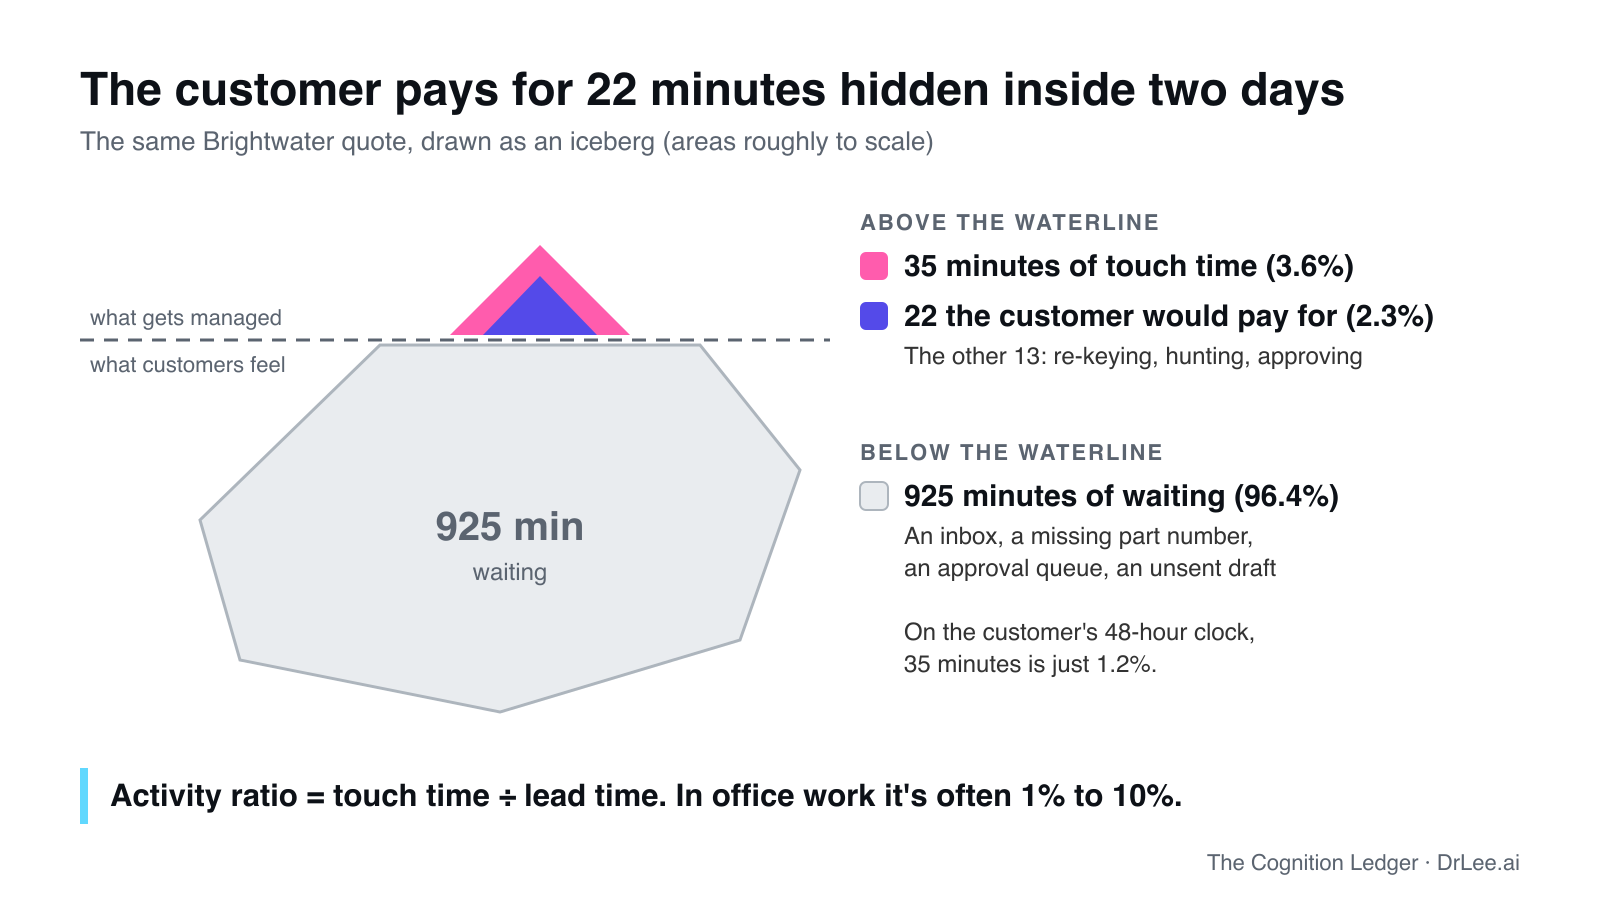 The customer pays for 22 minutes hidden inside two days
The same Brightwater quote, drawn as an iceberg (areas roughly to scale)
what gets managed
what customers feel
925 min
waiting
ABOVE THE WATERLINE
35 minutes of touch time (3.6%)
22 the customer would pay for (2.3%)
The other 13: re-keying, hunting, approving
BELOW THE WATERLINE
925 minutes of waiting (96.4%)
An inbox, a missing part number,
an approval queue, an unsent draft
On the customer's 48-hour clock,
35 minutes is just 1.2%.
Activity ratio = touch time ÷ lead time. In office work it's often 1% to 10%.
The Cognition Ledger · DrLee.ai